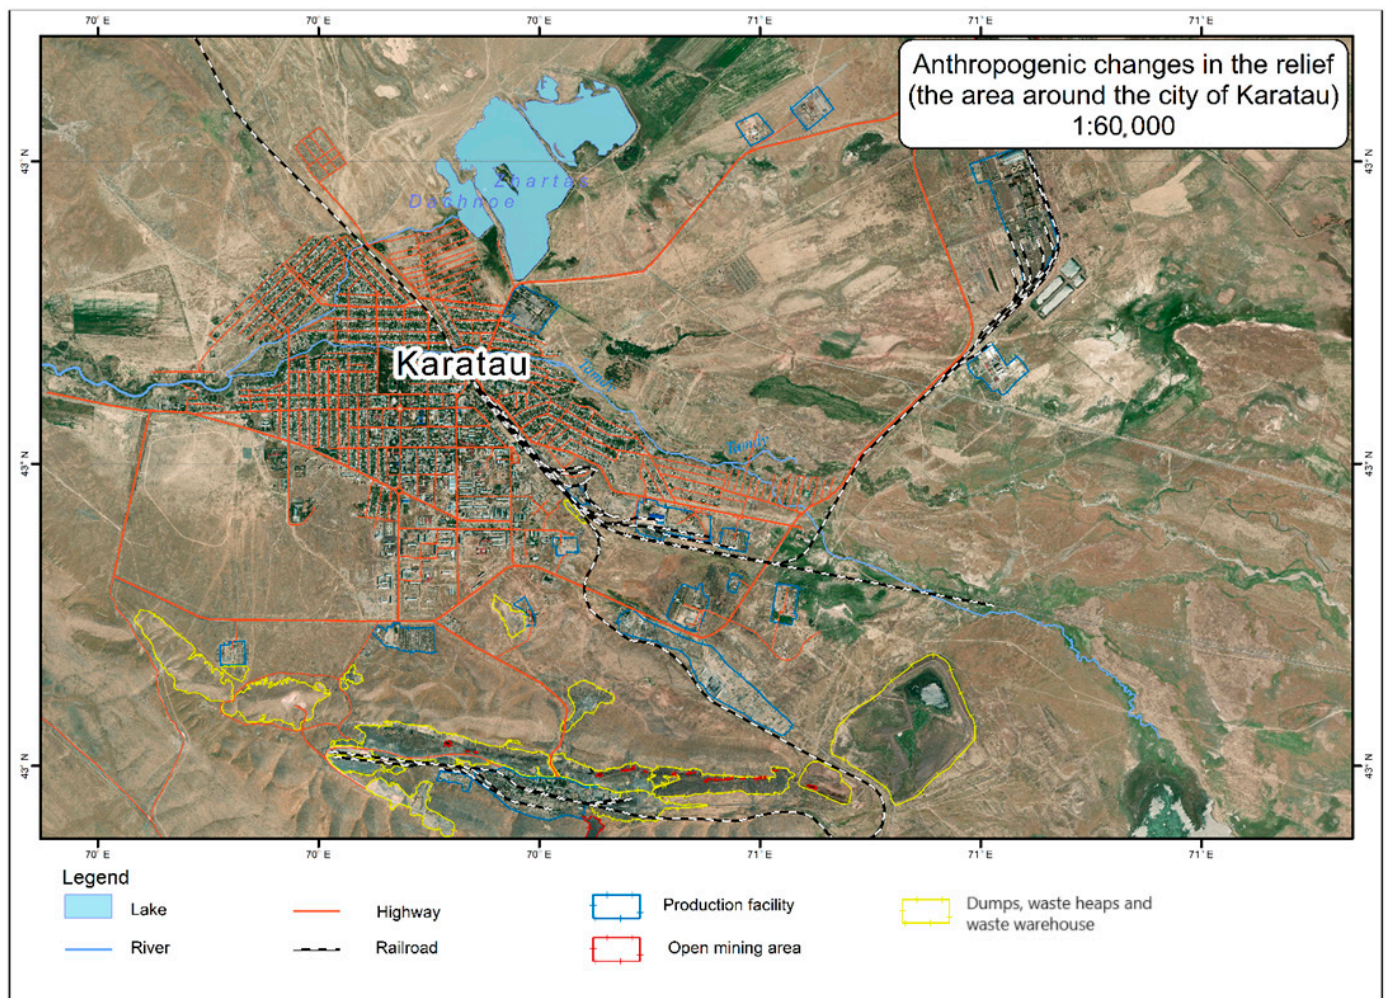 70° E 70° E 70° E 71° E 71° E 71° E
Anthropogenic changes in the relief
(the area around the city of Karatau)
1:60,000
43° N 43° N
Zhartas
Dachnoe
Karatau
Tamdy
Tamdy
43° N 43° N
43° N 43° N
70° E 70° E 70° E 71° E 71° E 71° E
Legend
Lake
River
Highway
Railroad
Production facility
Open mining area
Dumps, waste heaps and
waste warehouse